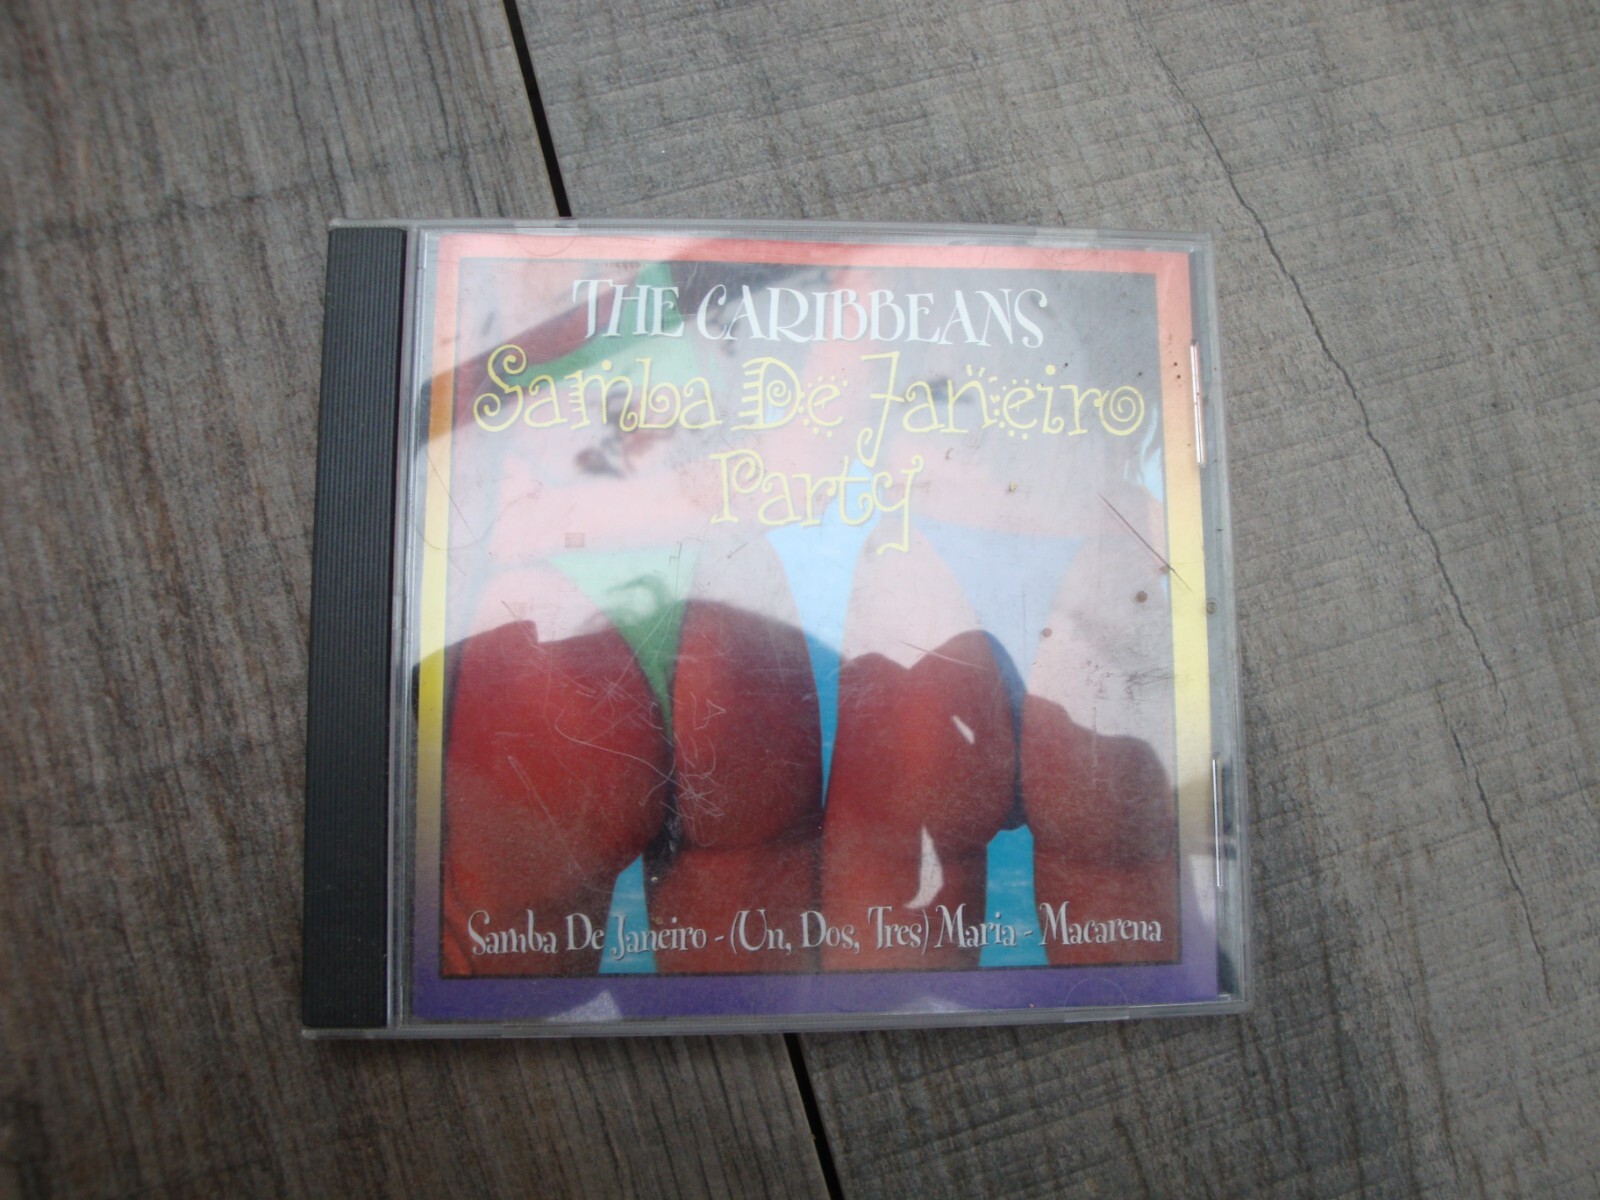 THE CARIBBEANS
Samba De Janeiro
Party
Samba De Janeiro - (Un, Dos, Tres) Maria - Macarena